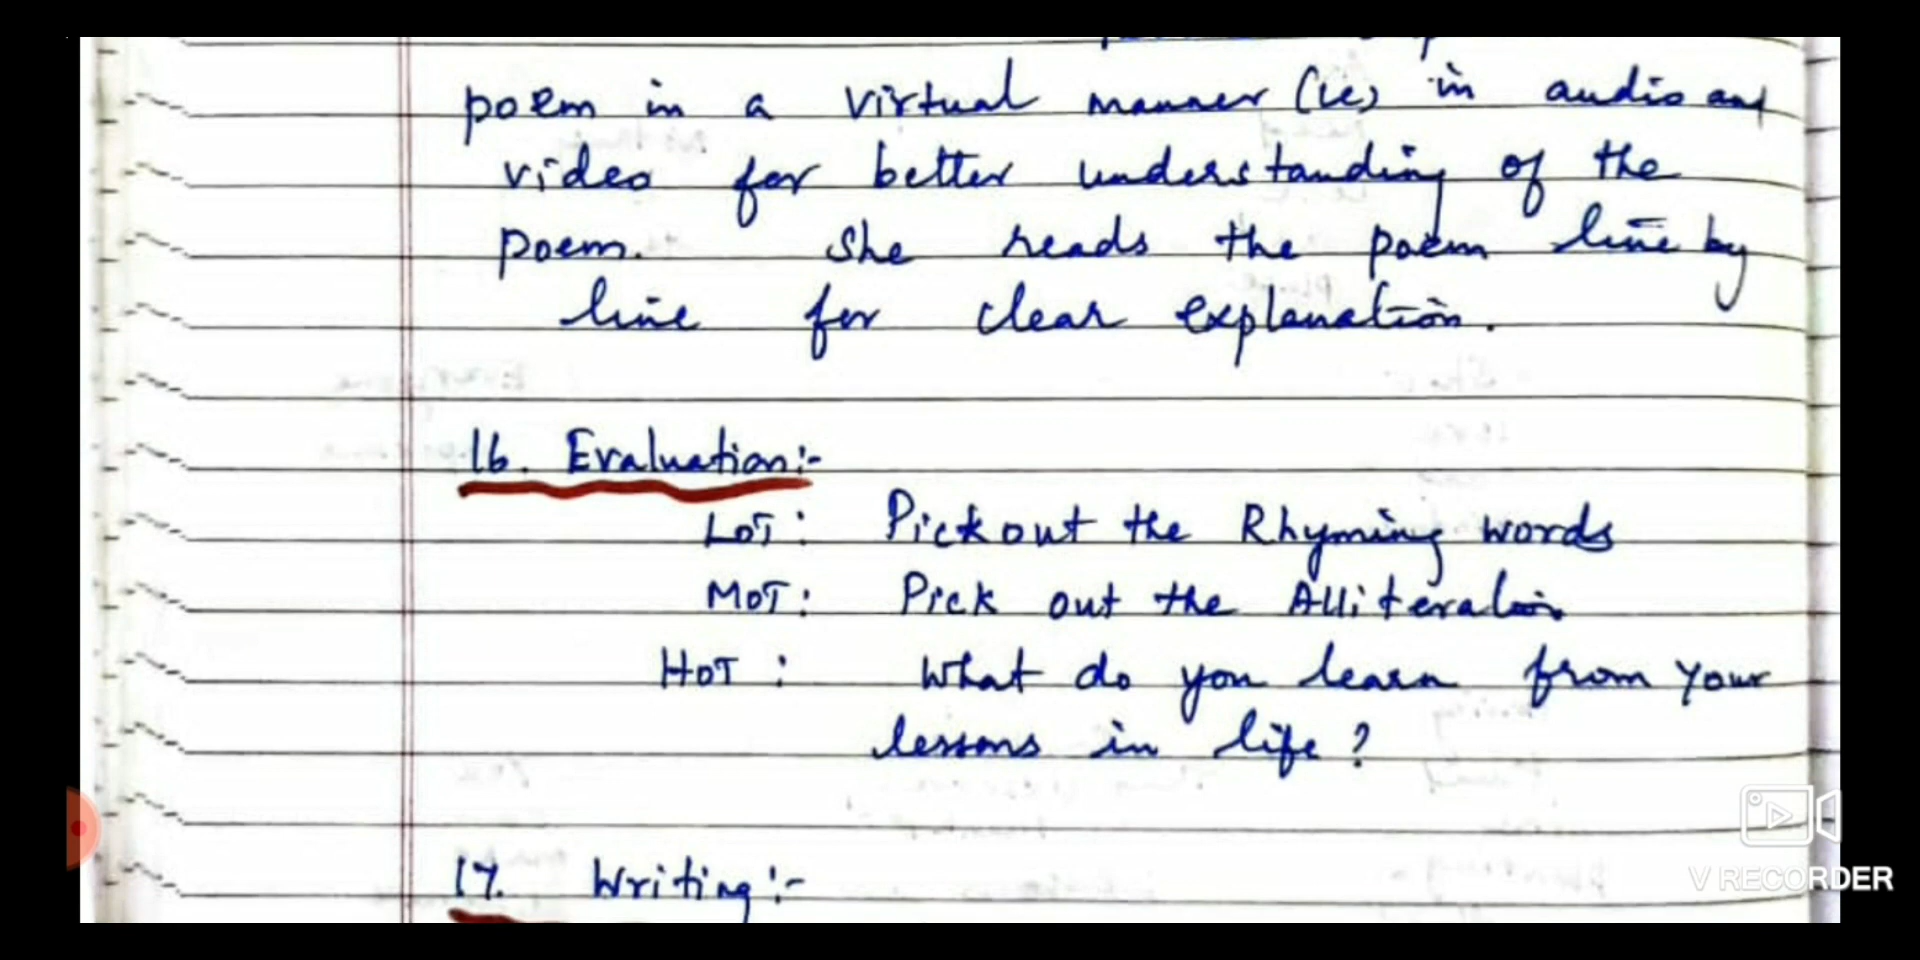 poem in a virtual manner (ie) in audio and
video for better understanding of the
poem. She reads the poem line by
line for clear explanation.
16. Evaluation:-
LOT: Pick out the Rhyming words
MOT: Pick out the Alliteration
HOT: What do you learn from your
lessons in life?
17. Writing:-
V RECORDER